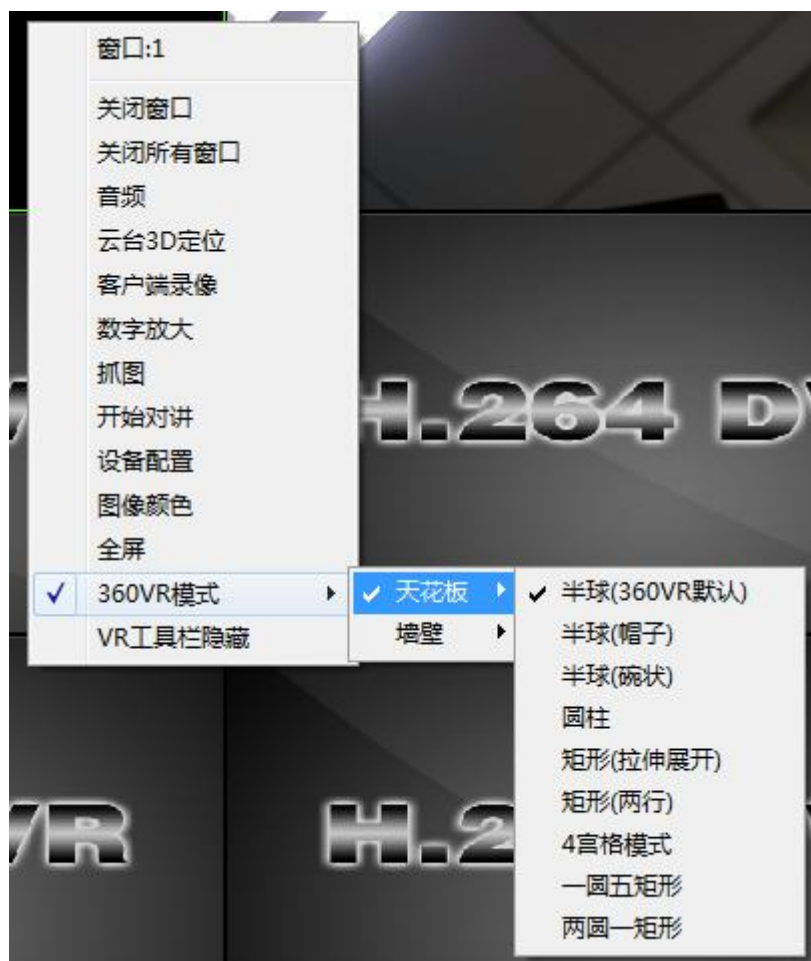 窗口:1
关闭窗口
关闭所有窗口
音频
云台3D定位
客户端录像
数字放大
抓图
开始对讲
设备配置
图像颜色
全屏
360VR模式
VR工具栏隐藏
天花板
墙壁
半球(360VR默认)
半球(帽子)
半球(碗状)
圆柱
矩形(拉伸展开)
矩形(两行)
4宫格模式
一圆五矩形
两圆一矩形
H.264 D
VR
H.2